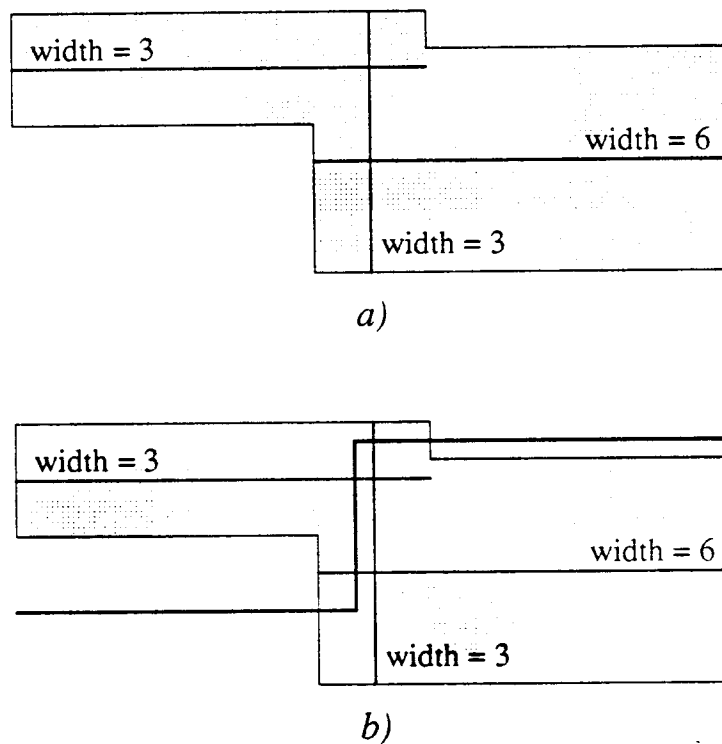 width = 3
width = 6
width = 3
a)
width = 3
width = 6
width = 3
b)